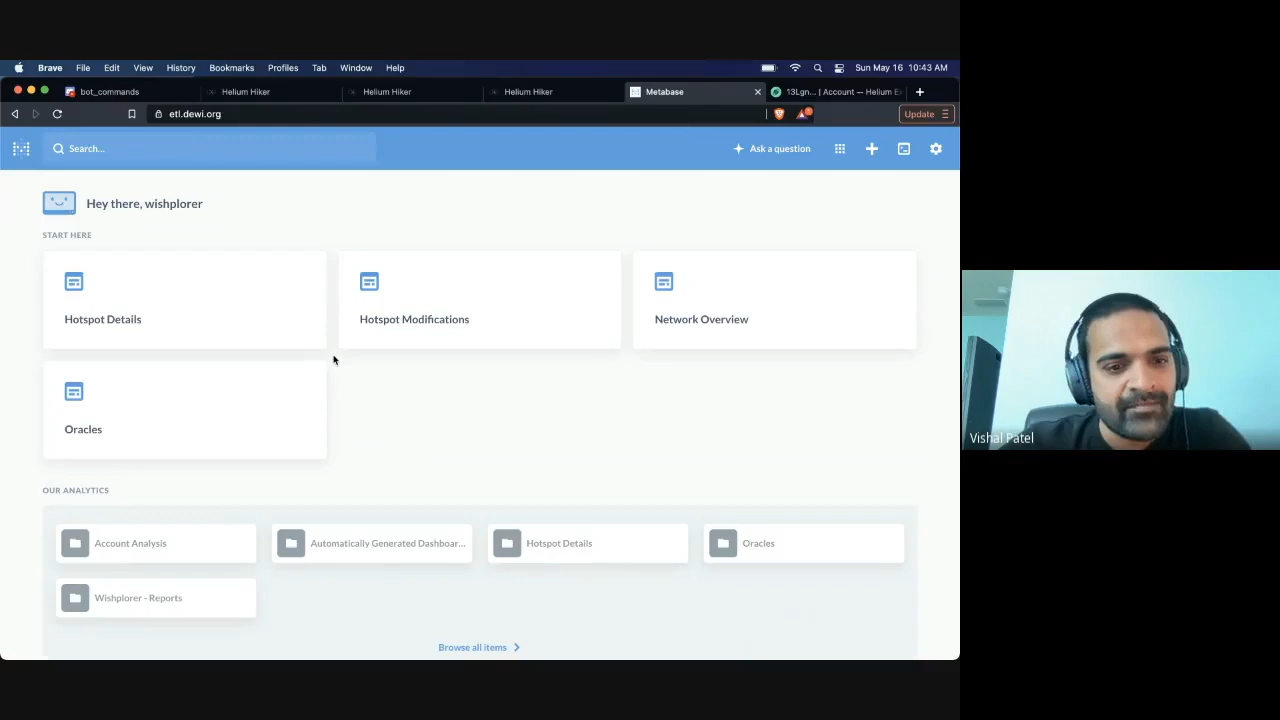 Brave File Edit View History Bookmarks Profiles Tab Window Help Sun May 16 10:43 AM
bot_commands Helium Hiker Helium Hiker Helium Hiker Metabase 13Lgn... | Account — Helium E
etl.dewi.org Update
Search... Ask a question
Hey there, wishplorer
START HERE
Hotspot Details Hotspot Modifications Network Overview
Oracles
Vishal Patel
OUR ANALYTICS
Account Analysis Automatically Generated Dashboar... Hotspot Details Oracles
Wishplorer - Reports
Browse all items